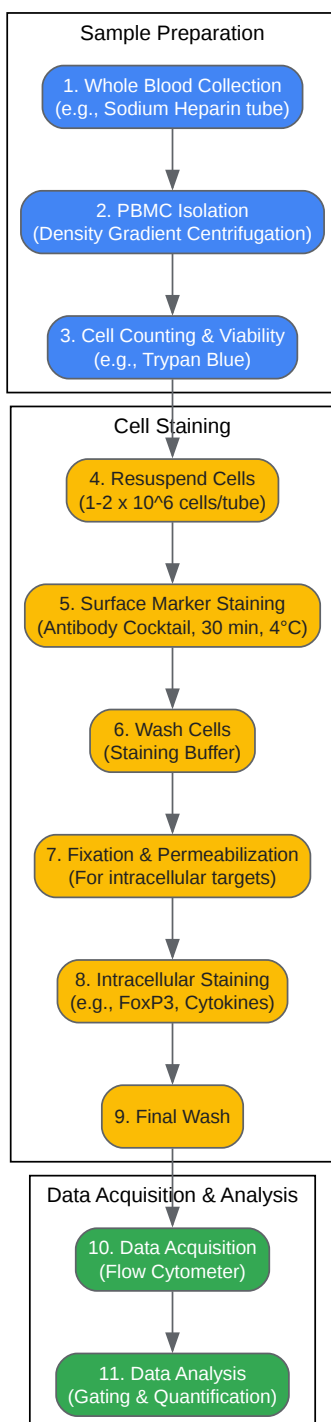 Sample Preparation
1. Whole Blood Collection
(e.g., Sodium Heparin tube)
2. PBMC Isolation
(Density Gradient Centrifugation)
3. Cell Counting & Viability
(e.g., Trypan Blue)
Cell Staining
4. Resuspend Cells
(1-2 x 10^6 cells/tube)
5. Surface Marker Staining
(Antibody Cocktail, 30 min, 4°C)
6. Wash Cells
(Staining Buffer)
7. Fixation & Permeabilization
(For intracellular targets)
8. Intracellular Staining
(e.g., FoxP3, Cytokines)
9. Final Wash
Data Acquisition & Analysis
10. Data Acquisition
(Flow Cytometer)
11. Data Analysis
(Gating & Quantification)